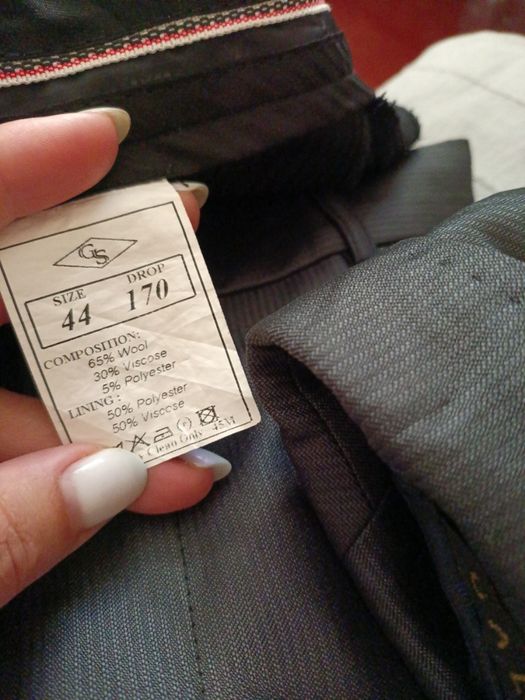 GS
SIZE DROP
44 170
COMPOSITION:
65% Wool
30% Viscose
5% Polyester
LINING :
50% Polyester
50% Viscose
Clean Only 45M